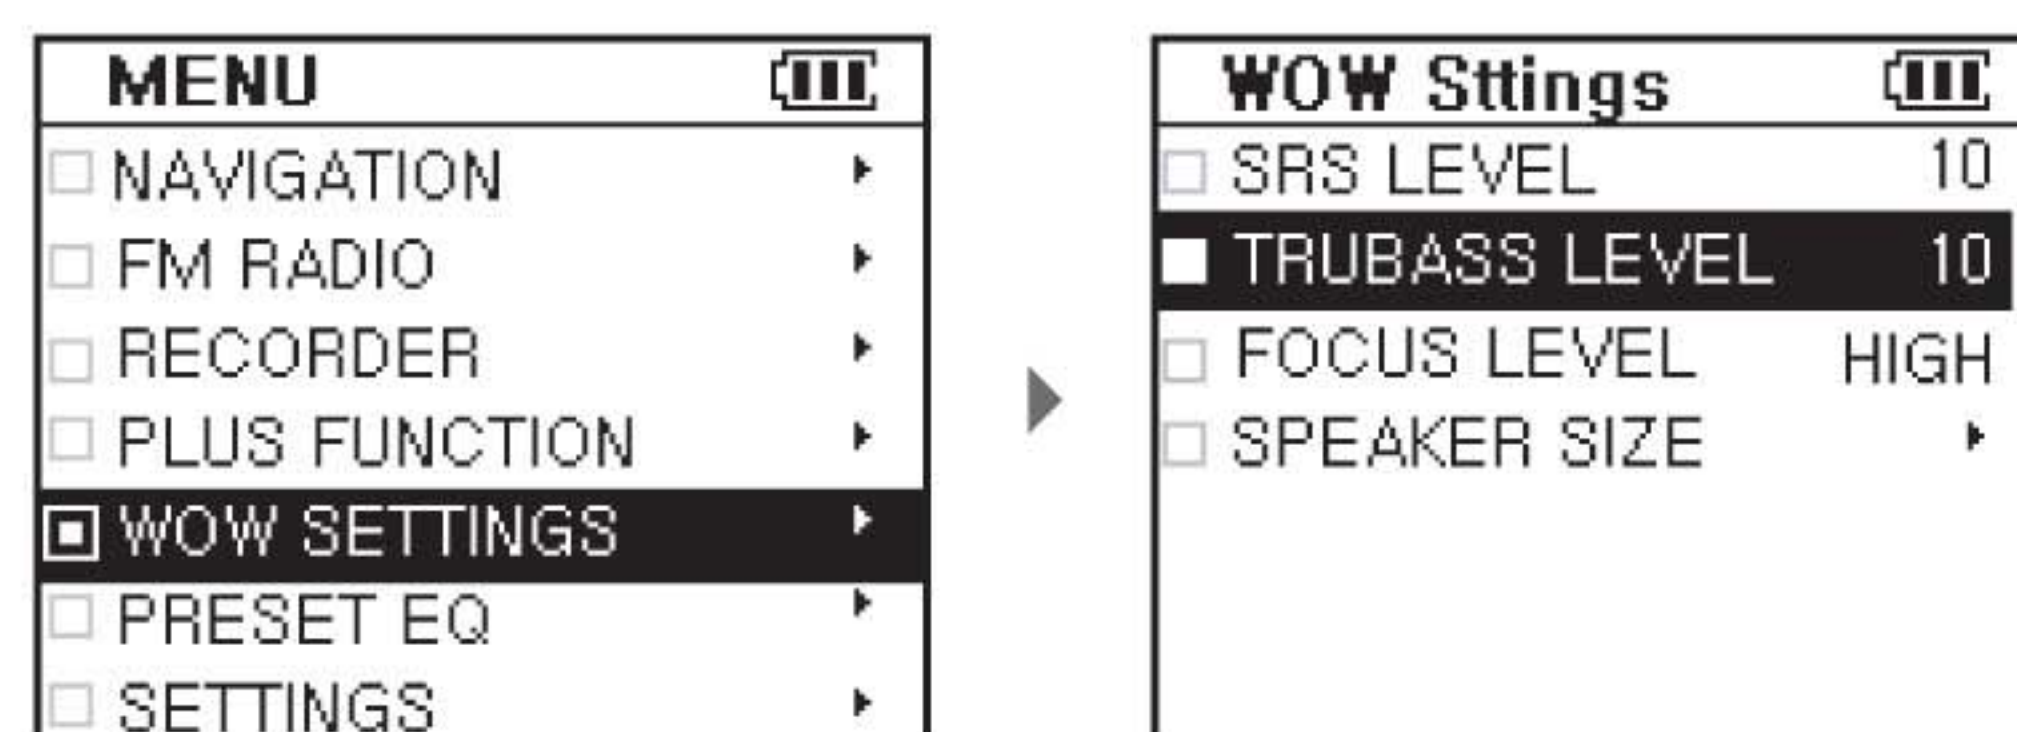 MENU
NAVIGATION
FM RADIO
RECORDER
PLUS FUNCTION
WOW SETTINGS
PRESET EQ
SETTINGS
WOW Sttings
SRS LEVEL 10
TRUBASS LEVEL 10
FOCUS LEVEL HIGH
SPEAKER SIZE